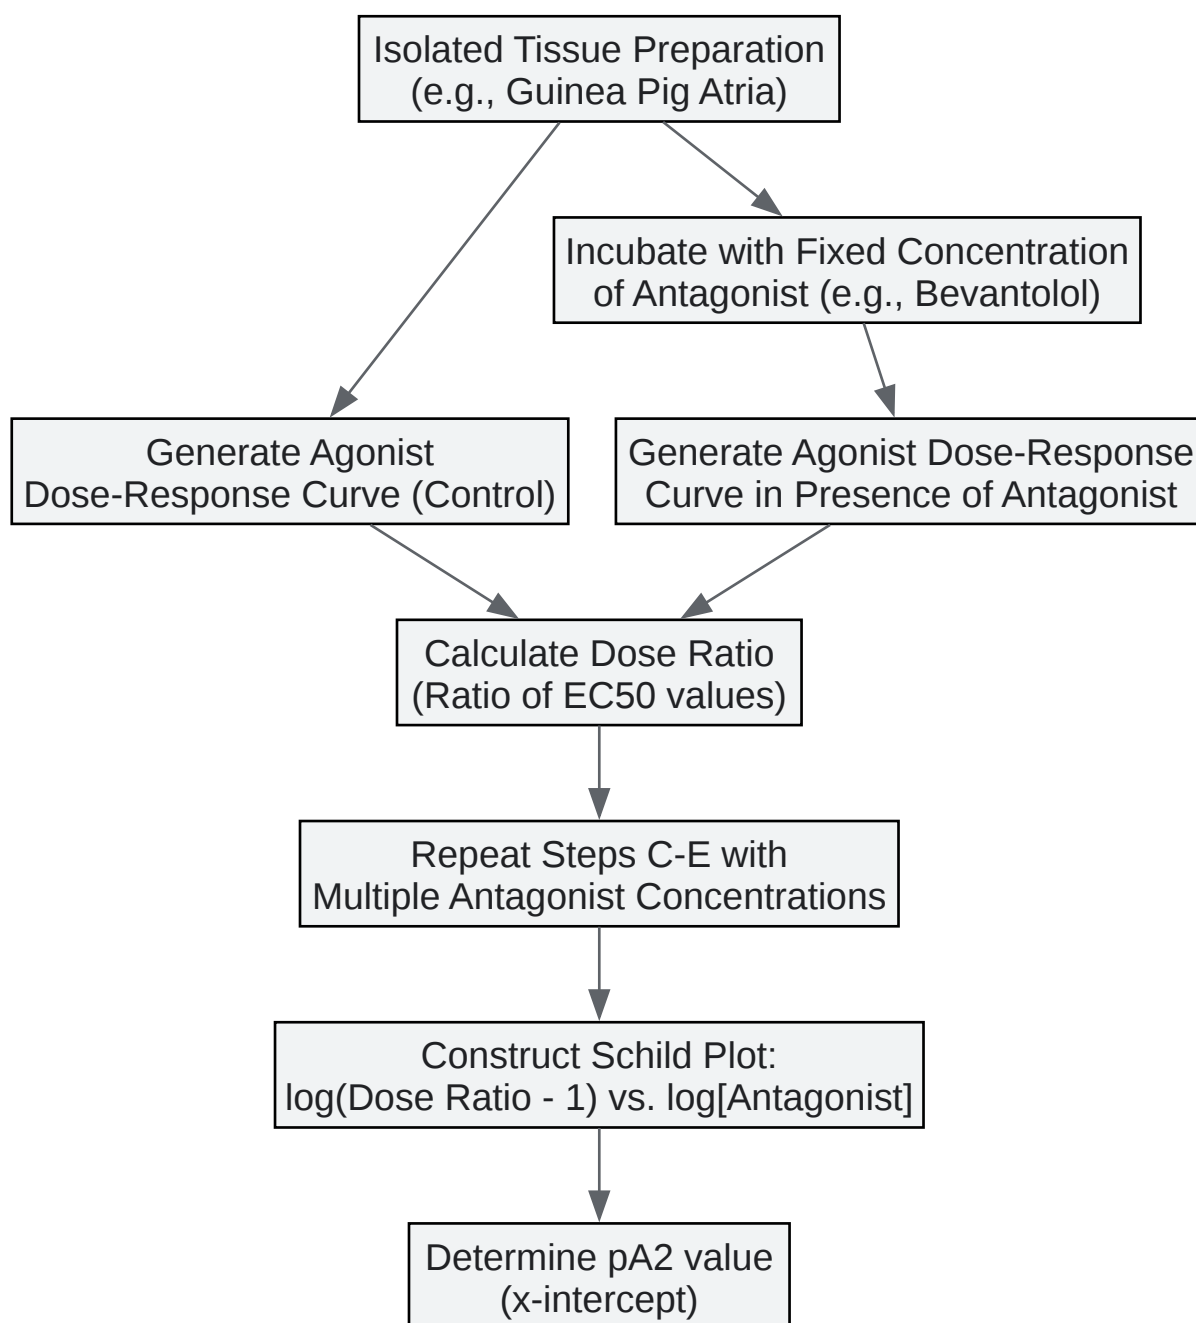 Isolated Tissue Preparation
(e.g., Guinea Pig Atria)
Incubate with Fixed Concentration
of Antagonist (e.g., Bevantolol)
Generate Agonist
Dose-Response Curve (Control)
Generate Agonist Dose-Response
Curve in Presence of Antagonist
Calculate Dose Ratio
(Ratio of EC50 values)
Repeat Steps C-E with
Multiple Antagonist Concentrations
Construct Schild Plot:
log(Dose Ratio - 1) vs. log[Antagonist]
Determine pA2 value
(x-intercept)